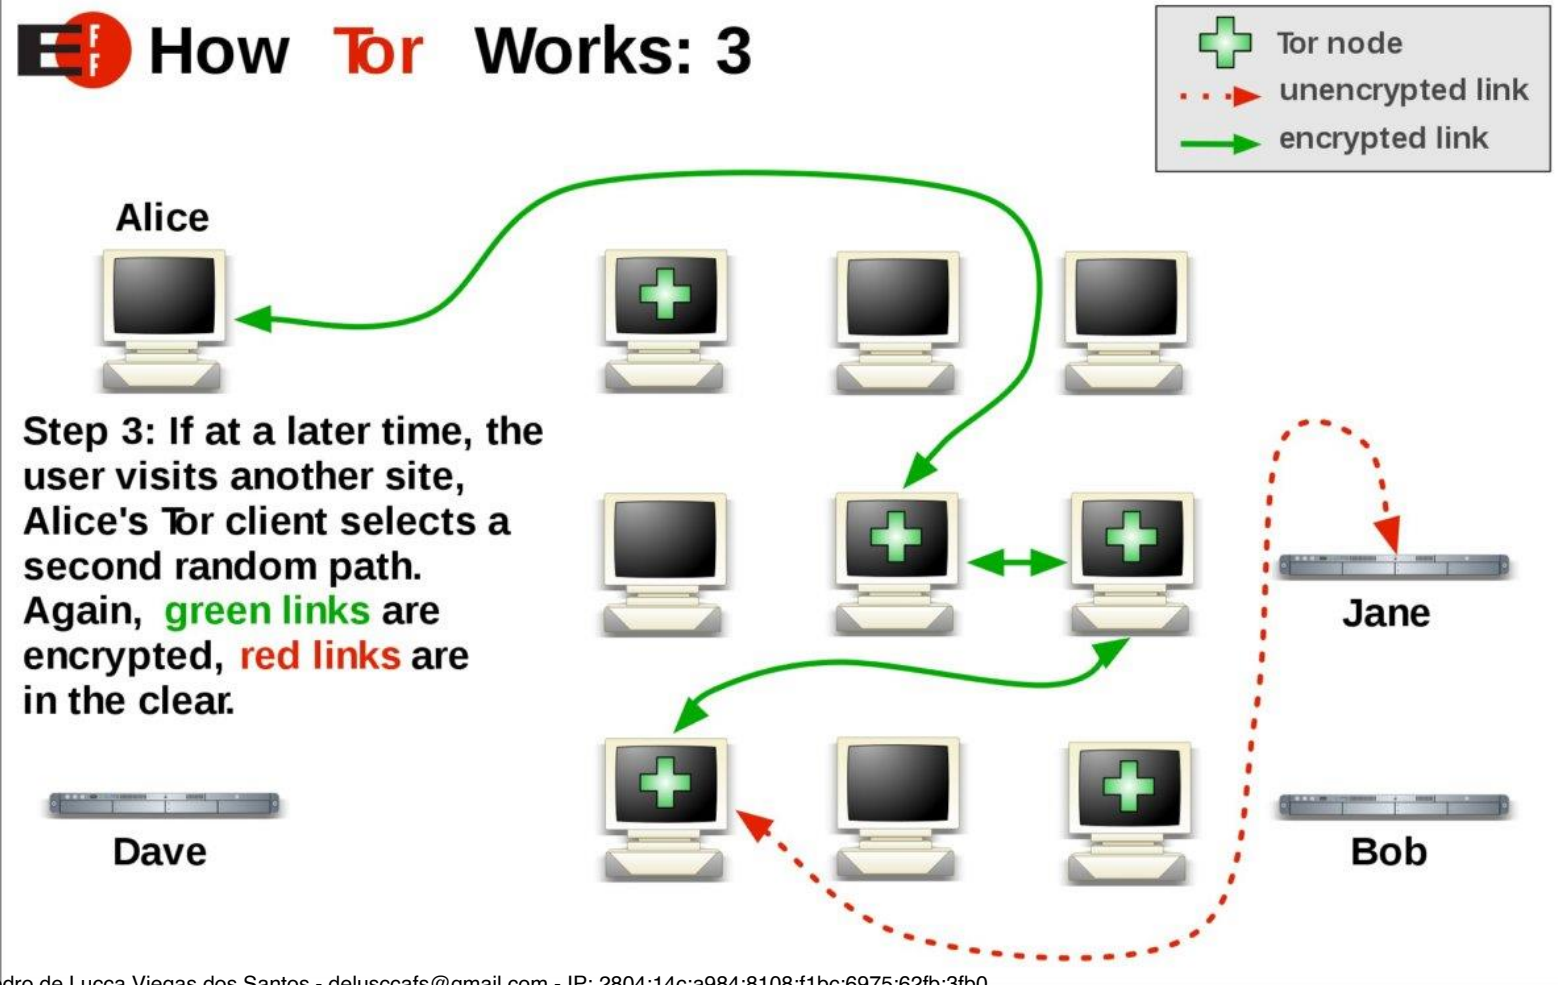 EFF How Tor Works: 3
Tor node
unencrypted link
encrypted link
Alice
Step 3: If at a later time, the
user visits another site,
Alice's Tor client selects a
second random path.
Again, green links are
encrypted, red links are
in the clear.
Jane
Dave
Bob
de Lucca Viegas dos Santos - delusccafs@gmail.com - IP: 2804:14c:a984:8108:f1bc:6975:62fb:3fb0